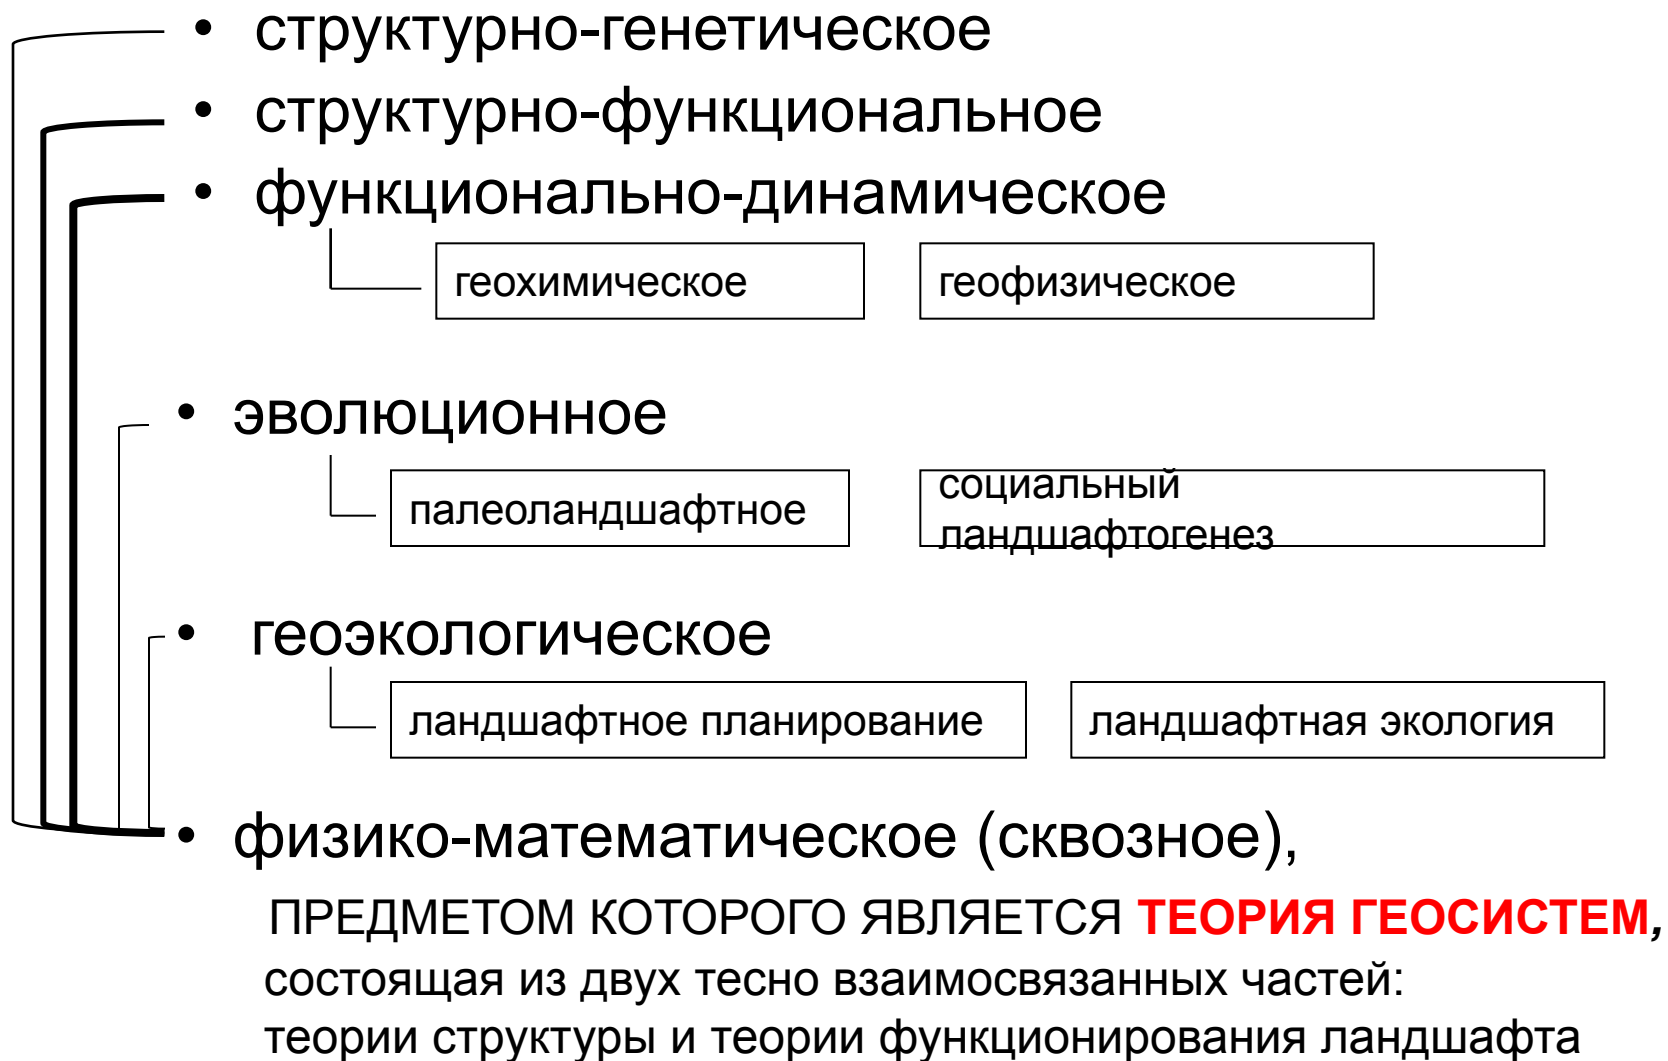 • структурно-генетическое
• структурно-функциональное
• функционально-динамическое
геохимическое геофизическое
• эволюционное
палеоландшафтное социальный
ландшафтогенез
• геоэкологическое
ландшафтное планирование ландшафтная экология
• физико-математическое (сквозное),
ПРЕДМЕТОМ КОТОРОГО ЯВЛЯЕТСЯ ТЕОРИЯ ГЕОСИСТЕМ,
состоящая из двух тесно взаимосвязанных частей:
теории структуры и теории функционирования ландшафта